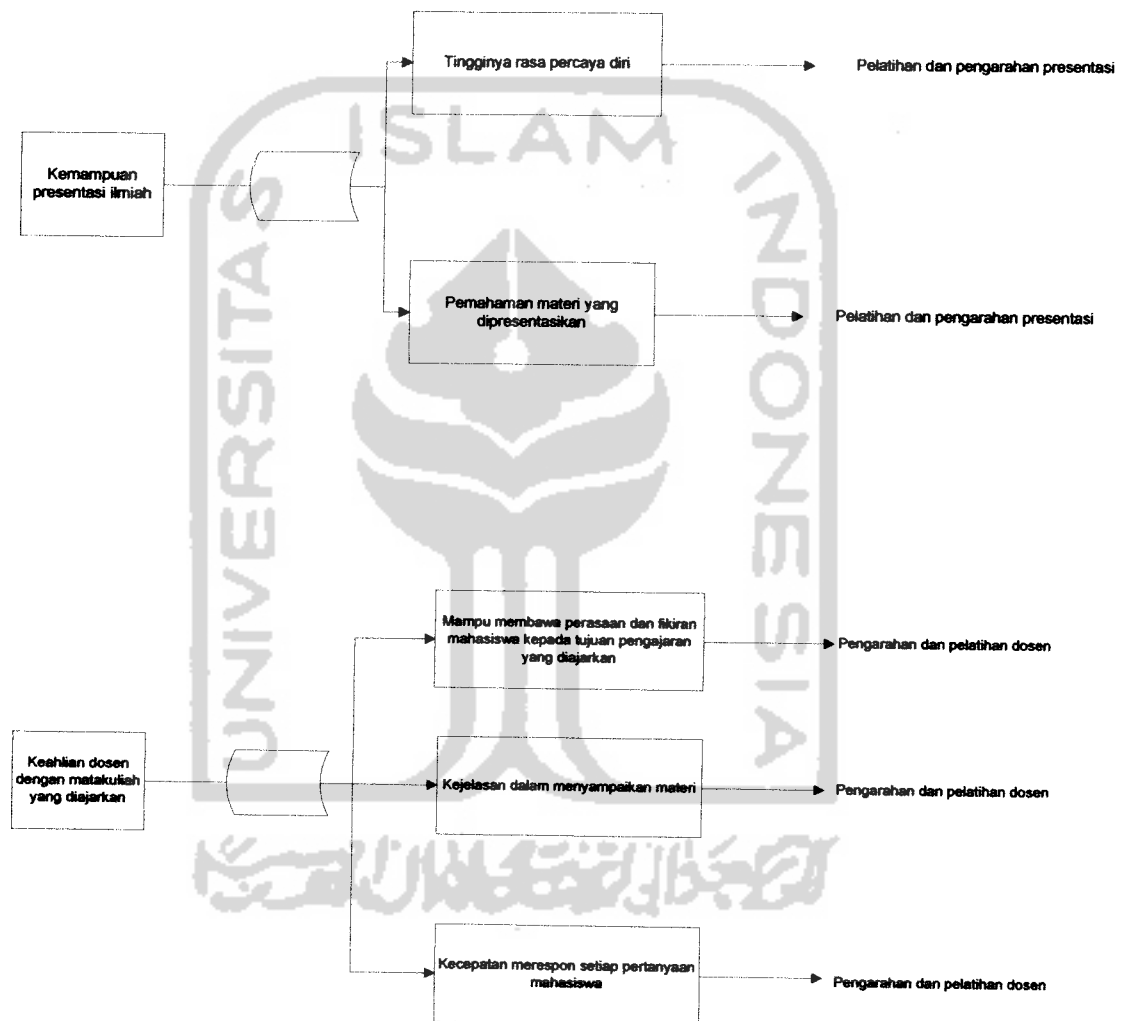 Tingginya rasa percaya diri
Pelatihan dan pengarahan presentasi
ISLAM
Kemampuan
presentasi ilmiah
UNIVERSITAS
INDONESIA
Pemahaman materi yang
dipresentasikan
Pelatihan dan pengarahan presentasi
Mampu membawa perasaan dan fikiran
mahasiswa kepada tujuan pengajaran
yang diajarkan
Pengarahan dan pelatihan dosen
Keahlian dosen
dengan matakuliah
yang diajarkan
Kejelasan dalam menyampaikan materi
Pengarahan dan pelatihan dosen
Kecepatan merespon setiap pertanyaan
mahasiswa
Pengarahan dan pelatihan dosen